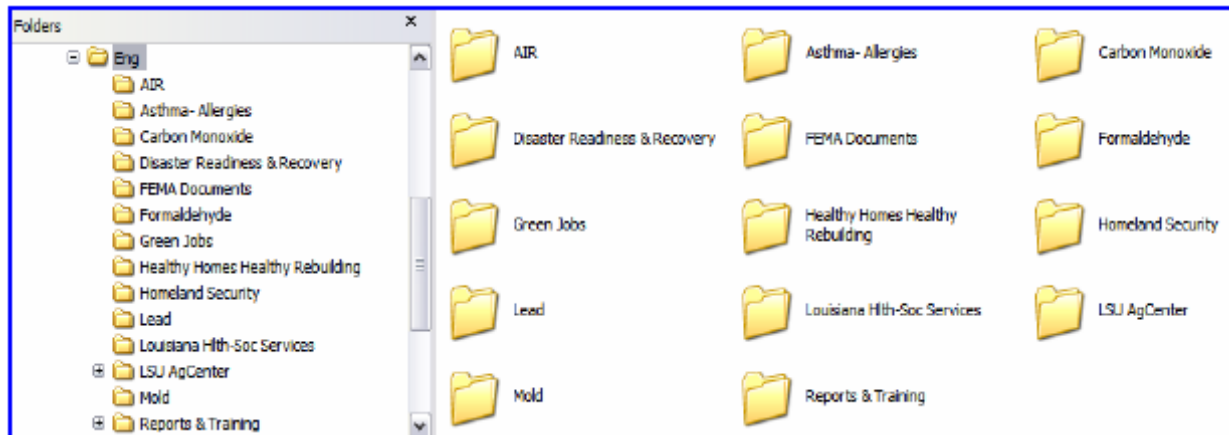 Folders
Eng
AIR
Asthma- Allergies
Carbon Monoxide
Disaster Readiness & Recovery
FEMA Documents
Formaldehyde
Green Jobs
Healthy Homes Healthy Rebuilding
Homeland Security
Lead
Louisiana Hlth-Soc Services
LSU AgCenter
Mold
Reports & Training
AIR
Asthma- Allergies
Carbon Monoxide
Disaster Readiness & Recovery
FEMA Documents
Formaldehyde
Green Jobs
Healthy Homes Healthy
Rebuilding
Homeland Security
Lead
Louisiana Hlth-Soc Services
LSU AgCenter
Mold
Reports & Training